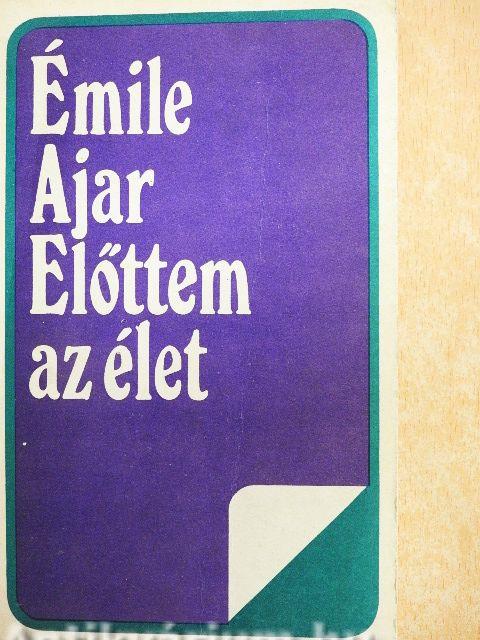 Émile
Ajar
Előttem
az élet